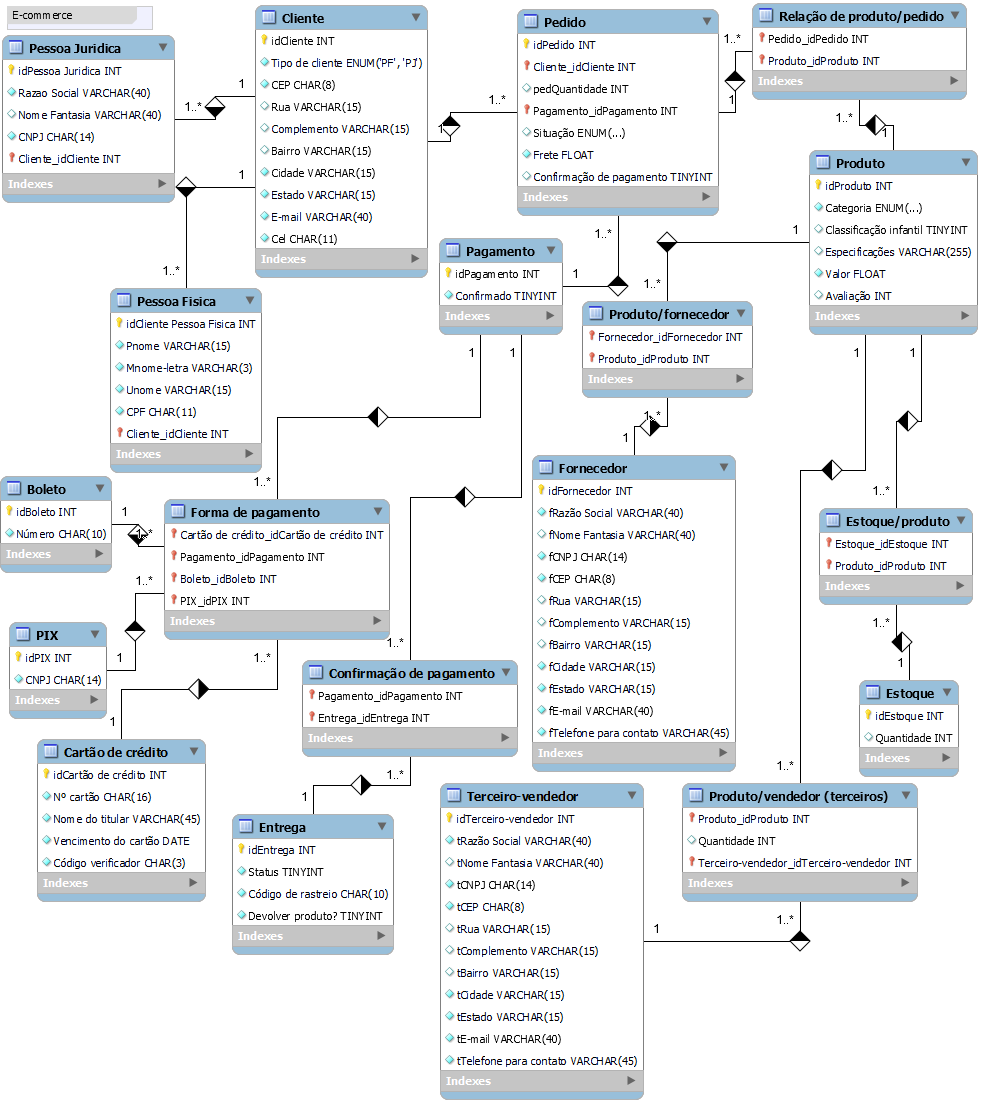 E-commerce
Pessoa Juridica
idPessoa Juridica INT
Razao Social VARCHAR(40)
Nome Fantasia VARCHAR(40)
CNPJ CHAR(14)
Cliente_idCliente INT
Indexes
Cliente
idCliente INT
Tipo de cliente ENUM('PF', 'PJ')
CEP CHAR(8)
Rua VARCHAR(15)
Complemento VARCHAR(15)
Bairro VARCHAR(15)
Cidade VARCHAR(15)
Estado VARCHAR(15)
E-mail VARCHAR(40)
Cel CHAR(11)
Indexes
Pedido
idPedido INT
Cliente_idCliente INT
pedQuantidade INT
Pagamento_idPagamento INT
Situação ENUM(...)
Frete FLOAT
Confirmação de pagamento TINYINT
Indexes
Relação de produto/pedido
Pedido_idPedido INT
Produto_idProduto INT
Indexes
1
1..*
1
1..*
1
1..*
1..*
1
1..*
1
Produto
idProduto INT
Categoria ENUM(...)
Classificação infantil TINYINT
Especificações VARCHAR(255)
Valor FLOAT
Avaliação INT
Indexes
Pagamento
idPagamento INT
Confirmado TINYINT
Indexes
1..*
1
1
1..*
Pessoa Fisica
idCliente Pessoa Fisica INT
Pnome VARCHAR(15)
Mnome-letra VARCHAR(3)
Unome VARCHAR(15)
CPF CHAR(11)
Cliente_idCliente INT
Indexes
Produto/fornecedor
Fornecedor_idFornecedor INT
Produto_idProduto INT
Indexes
1
1
1
1
1..*
1
1..*
Fornecedor
idFornecedor INT
fRazão Social VARCHAR(40)
fNome Fantasia VARCHAR(40)
fCNPJ CHAR(14)
fCEP CHAR(8)
fRua VARCHAR(15)
fComplemento VARCHAR(15)
fBairro VARCHAR(15)
fCidade VARCHAR(15)
fEstado VARCHAR(15)
fE-mail VARCHAR(40)
fTelefone para contato VARCHAR(45)
Indexes
Boleto
idBoleto INT
Número CHAR(10)
Indexes
1
1..*
Forma de pagamento
Cartão de crédito_idCartão de crédito INT
Pagamento_idPagamento INT
Boleto_idBoleto INT
PIX_idPIX INT
Indexes
1..*
Estoque/produto
Estoque_idEstoque INT
Produto_idProduto INT
Indexes
1..*
1
PIX
idPIX INT
CNPJ CHAR(14)
Indexes
1..*
1
1..*
1
1..*
Confirmação de pagamento
Pagamento_idPagamento INT
Entrega_idEntrega INT
Indexes
1..*
1
Estoque
idEstoque INT
Quantidade INT
Indexes
Cartão de crédito
idCartão de crédito INT
Nº cartão CHAR(16)
Nome do titular VARCHAR(45)
Vencimento do cartão DATE
Código verificador CHAR(3)
Indexes
Entrega
idEntrega INT
Status TINYINT
Código de rastreio CHAR(10)
Devolver produto? TINYINT
Indexes
Terceiro-vendedor
idTerceiro-vendedor INT
tRazão Social VARCHAR(40)
tNome Fantasia VARCHAR(40)
tCNPJ CHAR(14)
tCEP CHAR(8)
tRua VARCHAR(15)
tComplemento VARCHAR(15)
tBairro VARCHAR(15)
tCidade VARCHAR(15)
tEstado VARCHAR(15)
tE-mail VARCHAR(40)
tTelefone para contato VARCHAR(45)
Indexes
1..*
Produto/vendedor (terceiros)
Produto_idProduto INT
Quantidade INT
Terceiro-vendedor_idTerceiro-vendedor INT
Indexes
1..*
1